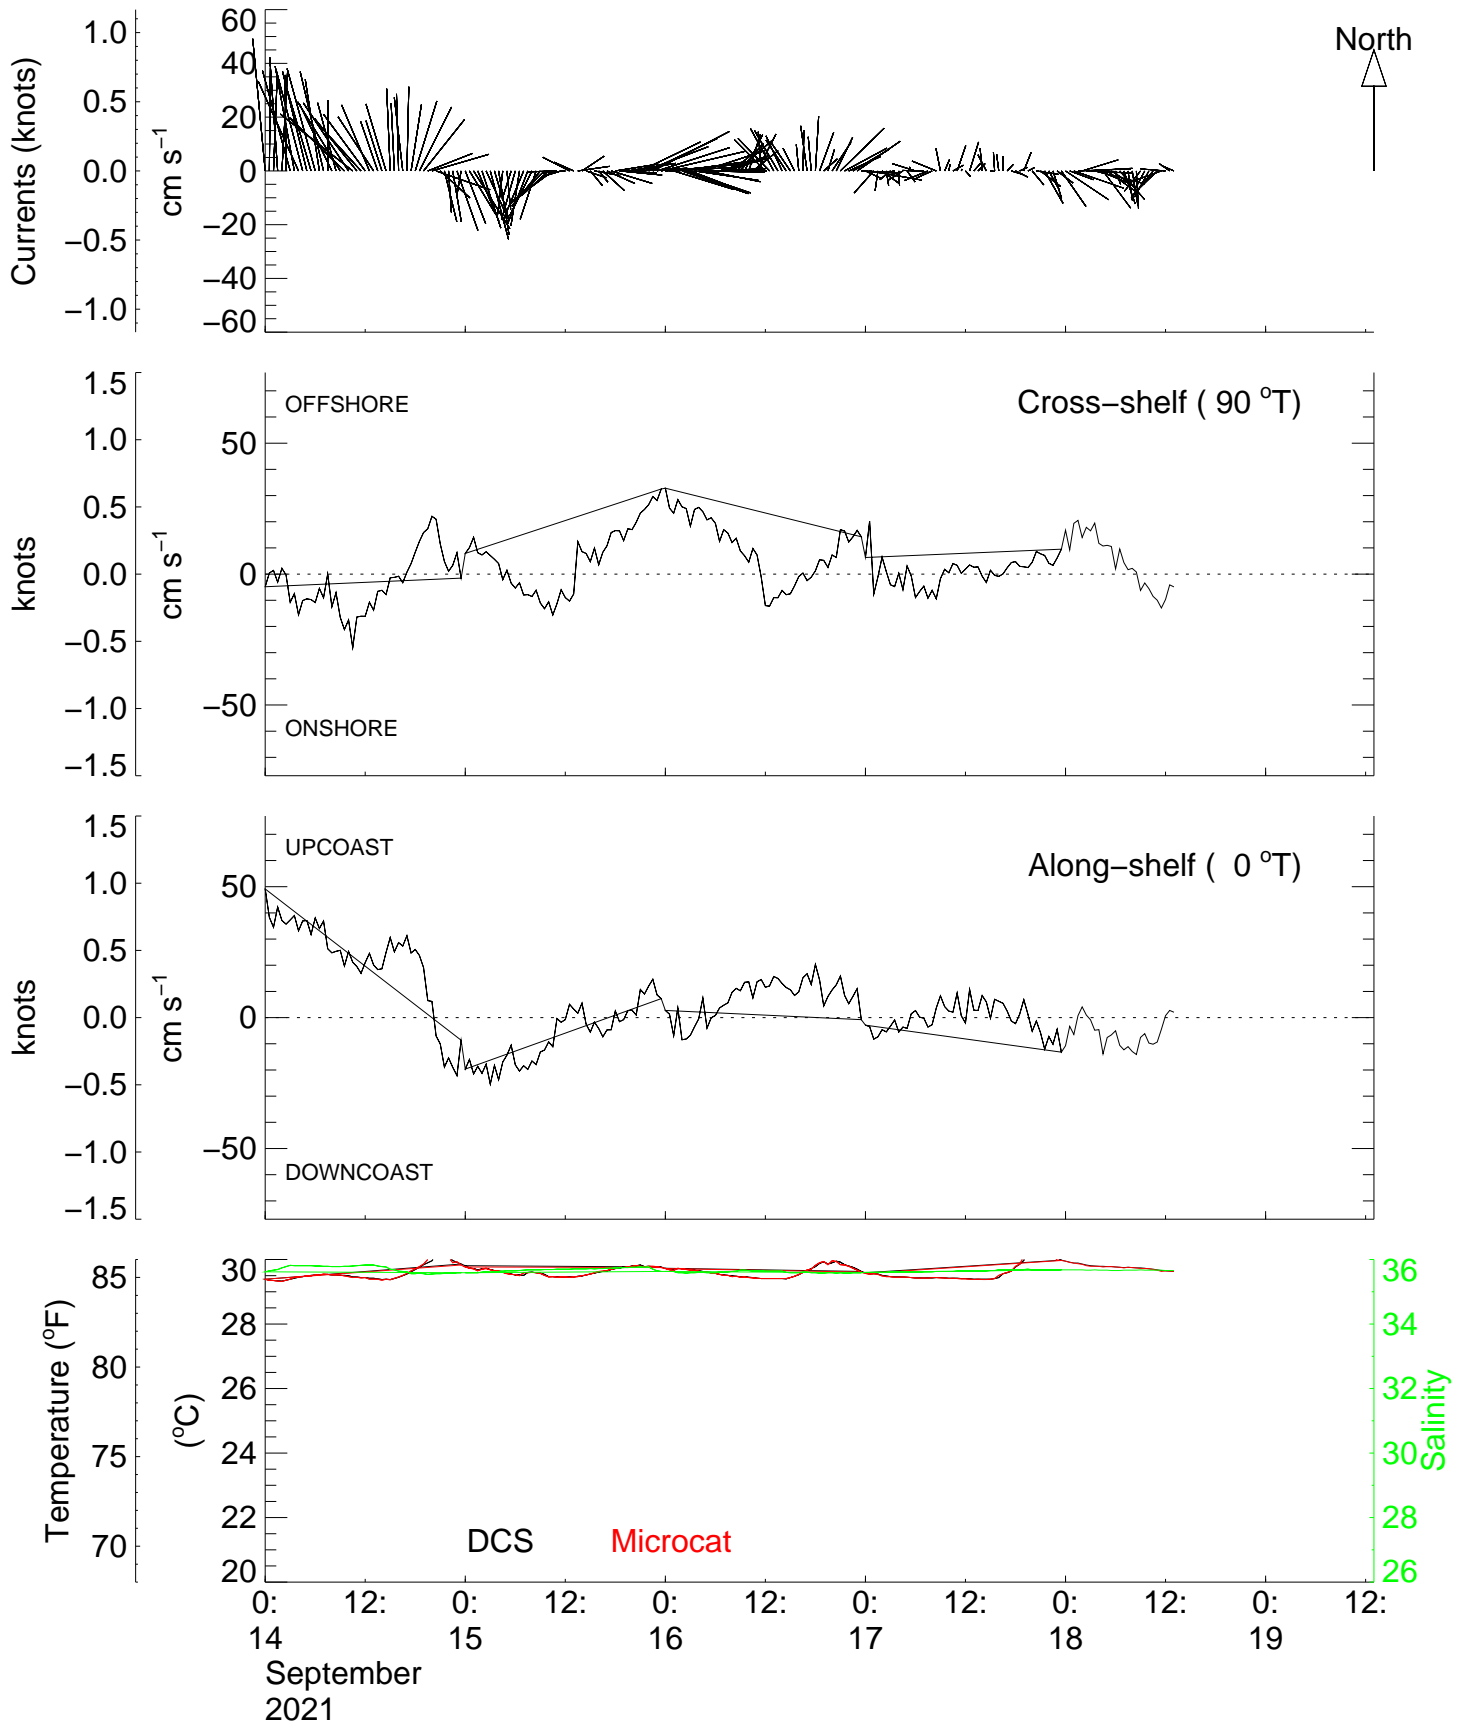 Currents (knots)
1.0
0.5
0.0
−0.5
−1.0
cm s−1
60
40
20
0
−20
−40
−60
North
knots
1.5
1.0
0.5
0.0
−0.5
−1.0
−1.5
cm s−1
50
0
−50
OFFSHORE
Cross−shelf ( 90 oT)
ONSHORE
knots
1.5
1.0
0.5
0.0
−0.5
−1.0
−1.5
cm s−1
50
0
−50
UPCOAST
Along−shelf ( 0 oT)
DOWNCOAST
Temperature (oF)
85
80
75
70
(oC)
30
28
26
24
22
20
DCS Microcat
36
34
32
30
28
26
Salinity
0: 12: 0: 12: 0: 12: 0: 12: 0: 12: 0: 12:
14 15 16 17 18 19
September
2021